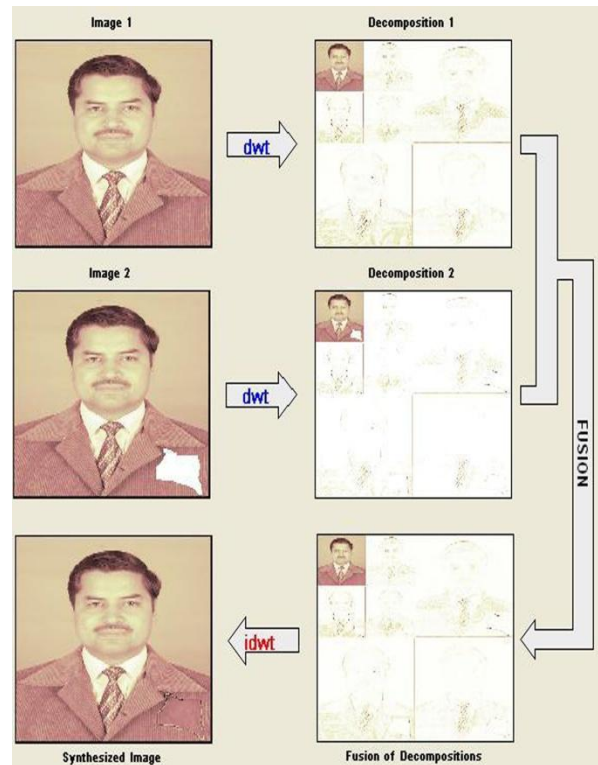 Image 1
Decomposition 1
dwt
Image 2
Decomposition 2
dwt
FUSION
idwt
Synthesized Image
Fusion of Decompositions